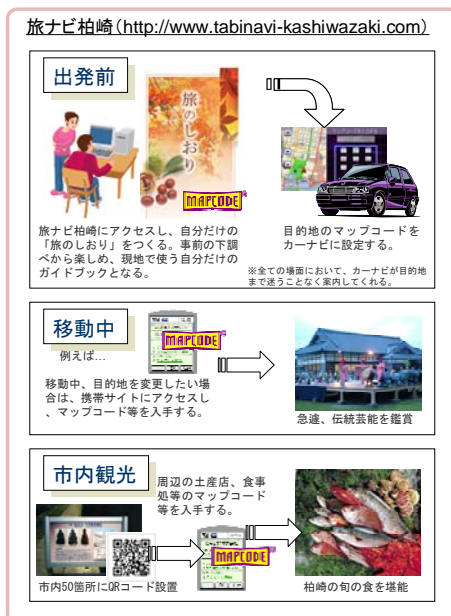 旅ナビ柏崎(http://www.tabinavi-kashiwazaki.com)
出発前
旅のしおり
MAPCODE
旅ナビ柏崎にアクセスし、自分だけの
「旅のしおり」をつくる。事前の下調
べから楽しめ、現地で使う自分だけの
ガイドブックとなる。
目的地のマップコードを
カーナビに設定する。
※全ての場面において、カーナビが目的地
まで迷うことなく案内してくれる。
移動中
例えば…
MAPCODE
移動中、目的地を変更したい場
合は、携帯サイトにアクセスし
、マップコード等を入手する。
急遽、伝統芸能を鑑賞
市内観光
周辺の土産店、食事
処等のマップコード
等を入手する。
MAPCODE
市内50箇所にQRコード設置
柏崎の旬の食を堪能